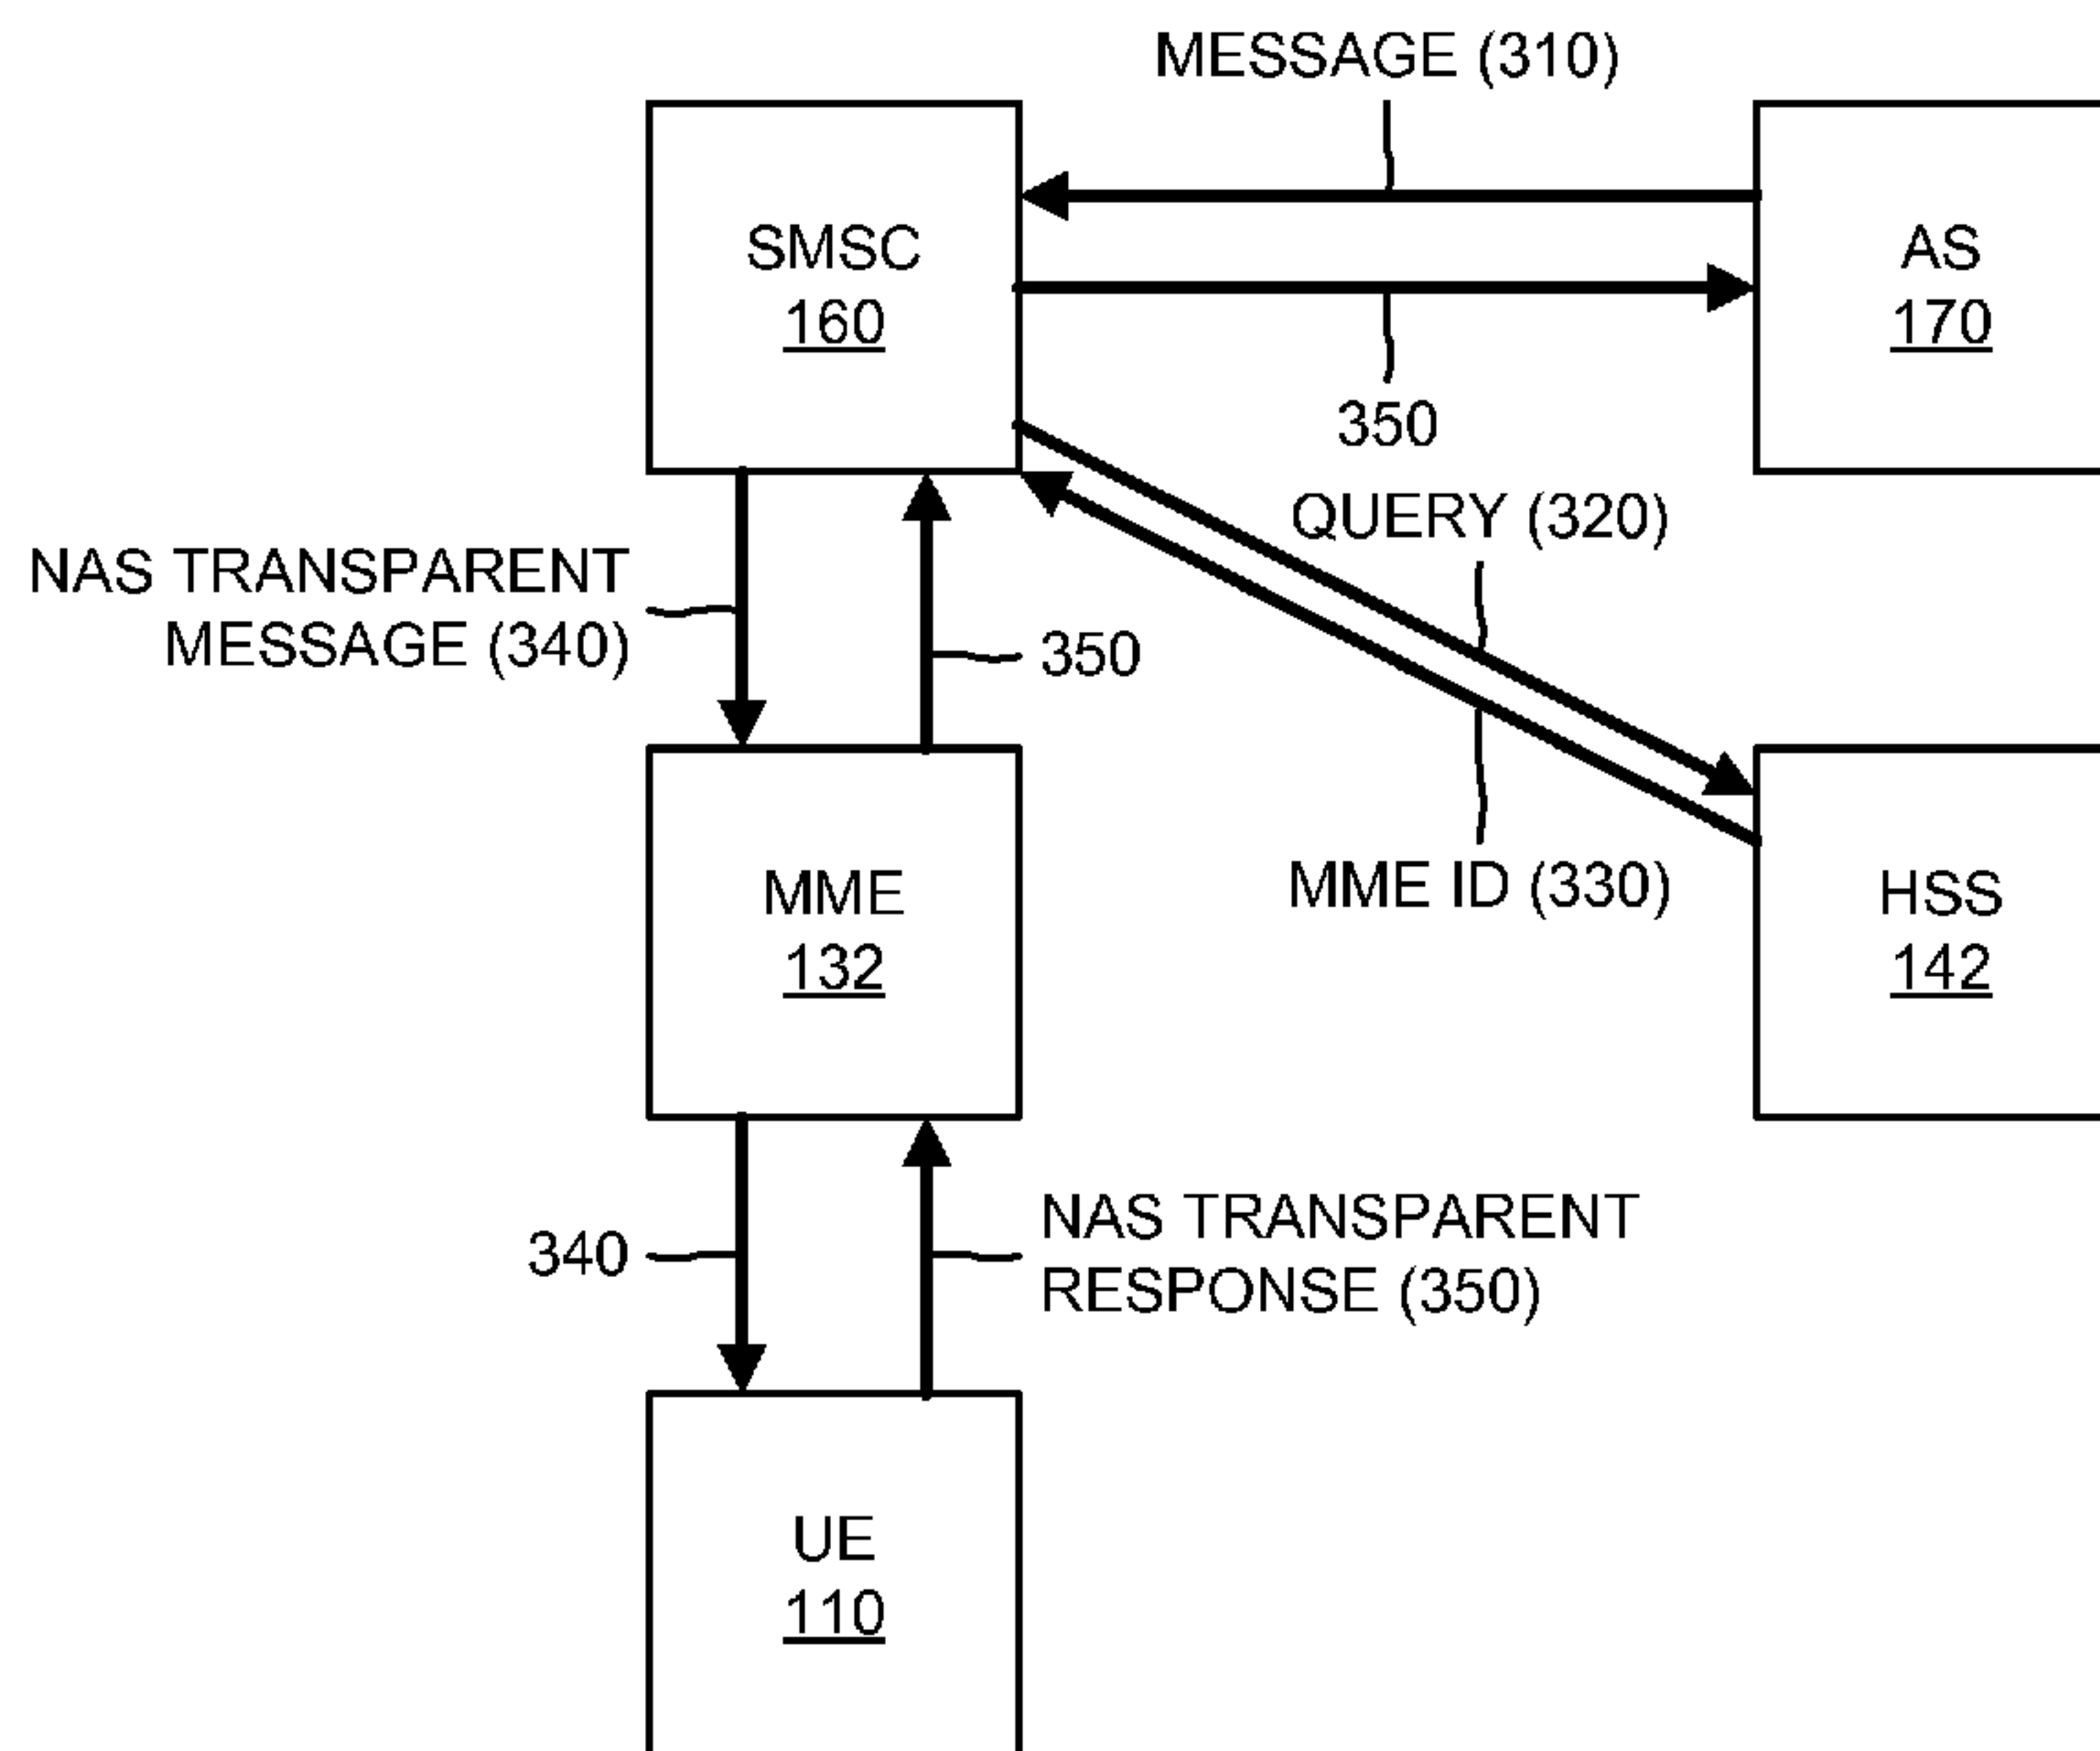 MESSAGE (310)
SMSC
160
AS
170
350
QUERY (320)
NAS TRANSPARENT
MESSAGE (340)
350
MME
132
MME ID (330)
HSS
142
340
NAS TRANSPARENT
RESPONSE (350)
UE
110